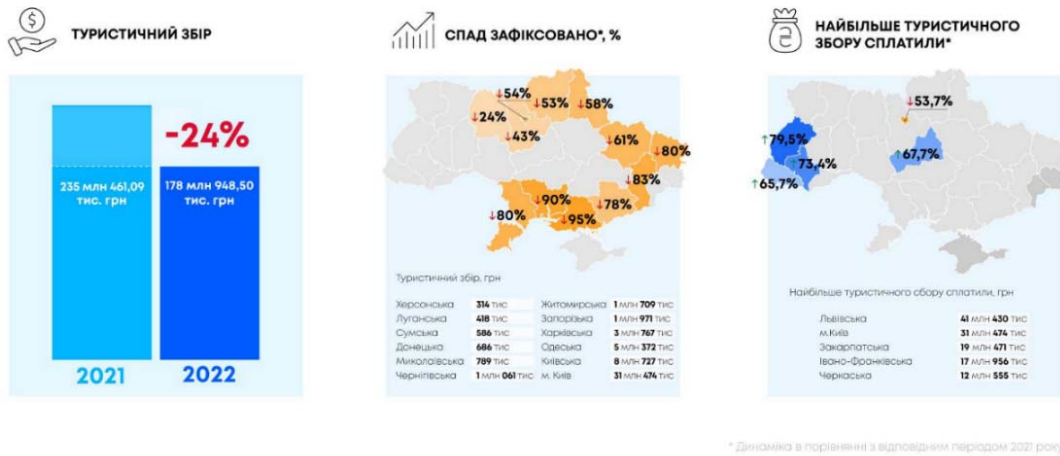 ТУРИСТИЧНИЙ ЗБІР
-24%
235 млн 461,09
тис. грн
178 млн 948,50
тис. грн
2021
2022
СПАД ЗАФІКСОВАНО*, %
↓54%
↓53%
↓58%
↓24%
↓43%
↓61%
↓80%
↓83%
↓90%
↓78%
↓80%
↓95%
Туристичний збір, грн
Херсонська 314 тис
Луганська 418 тис
Сумська 586 тис
Донецька 686 тис
Миколаївська 789 тис
Чернігівська 1 млн 061 тис
Житомирська 1 млн 709 тис
Запорізька 1 млн 971 тис
Харківська 3 млн 767 тис
Одеська 5 млн 372 тис
Київська 8 млн 727 тис
м. Київ 31 млн 474 тис
НАЙБІЛЬШЕ ТУРИСТИЧНОГО
ЗБОРУ СПЛАТИЛИ*
↓53,7%
↑79,5%
↑73,4%
↑67,7%
↑65,7%
Найбільше туристичного сбору сплатили, грн
Львівська 41 млн 430 тис
м.Київ 31 млн 474 тис
Закарпатська 19 млн 471 тис
Івано-Франківська 17 млн 956 тис
Черкаська 12 млн 555 тис
* Динаміка в порівнянні з відповідним періодом 2021 року